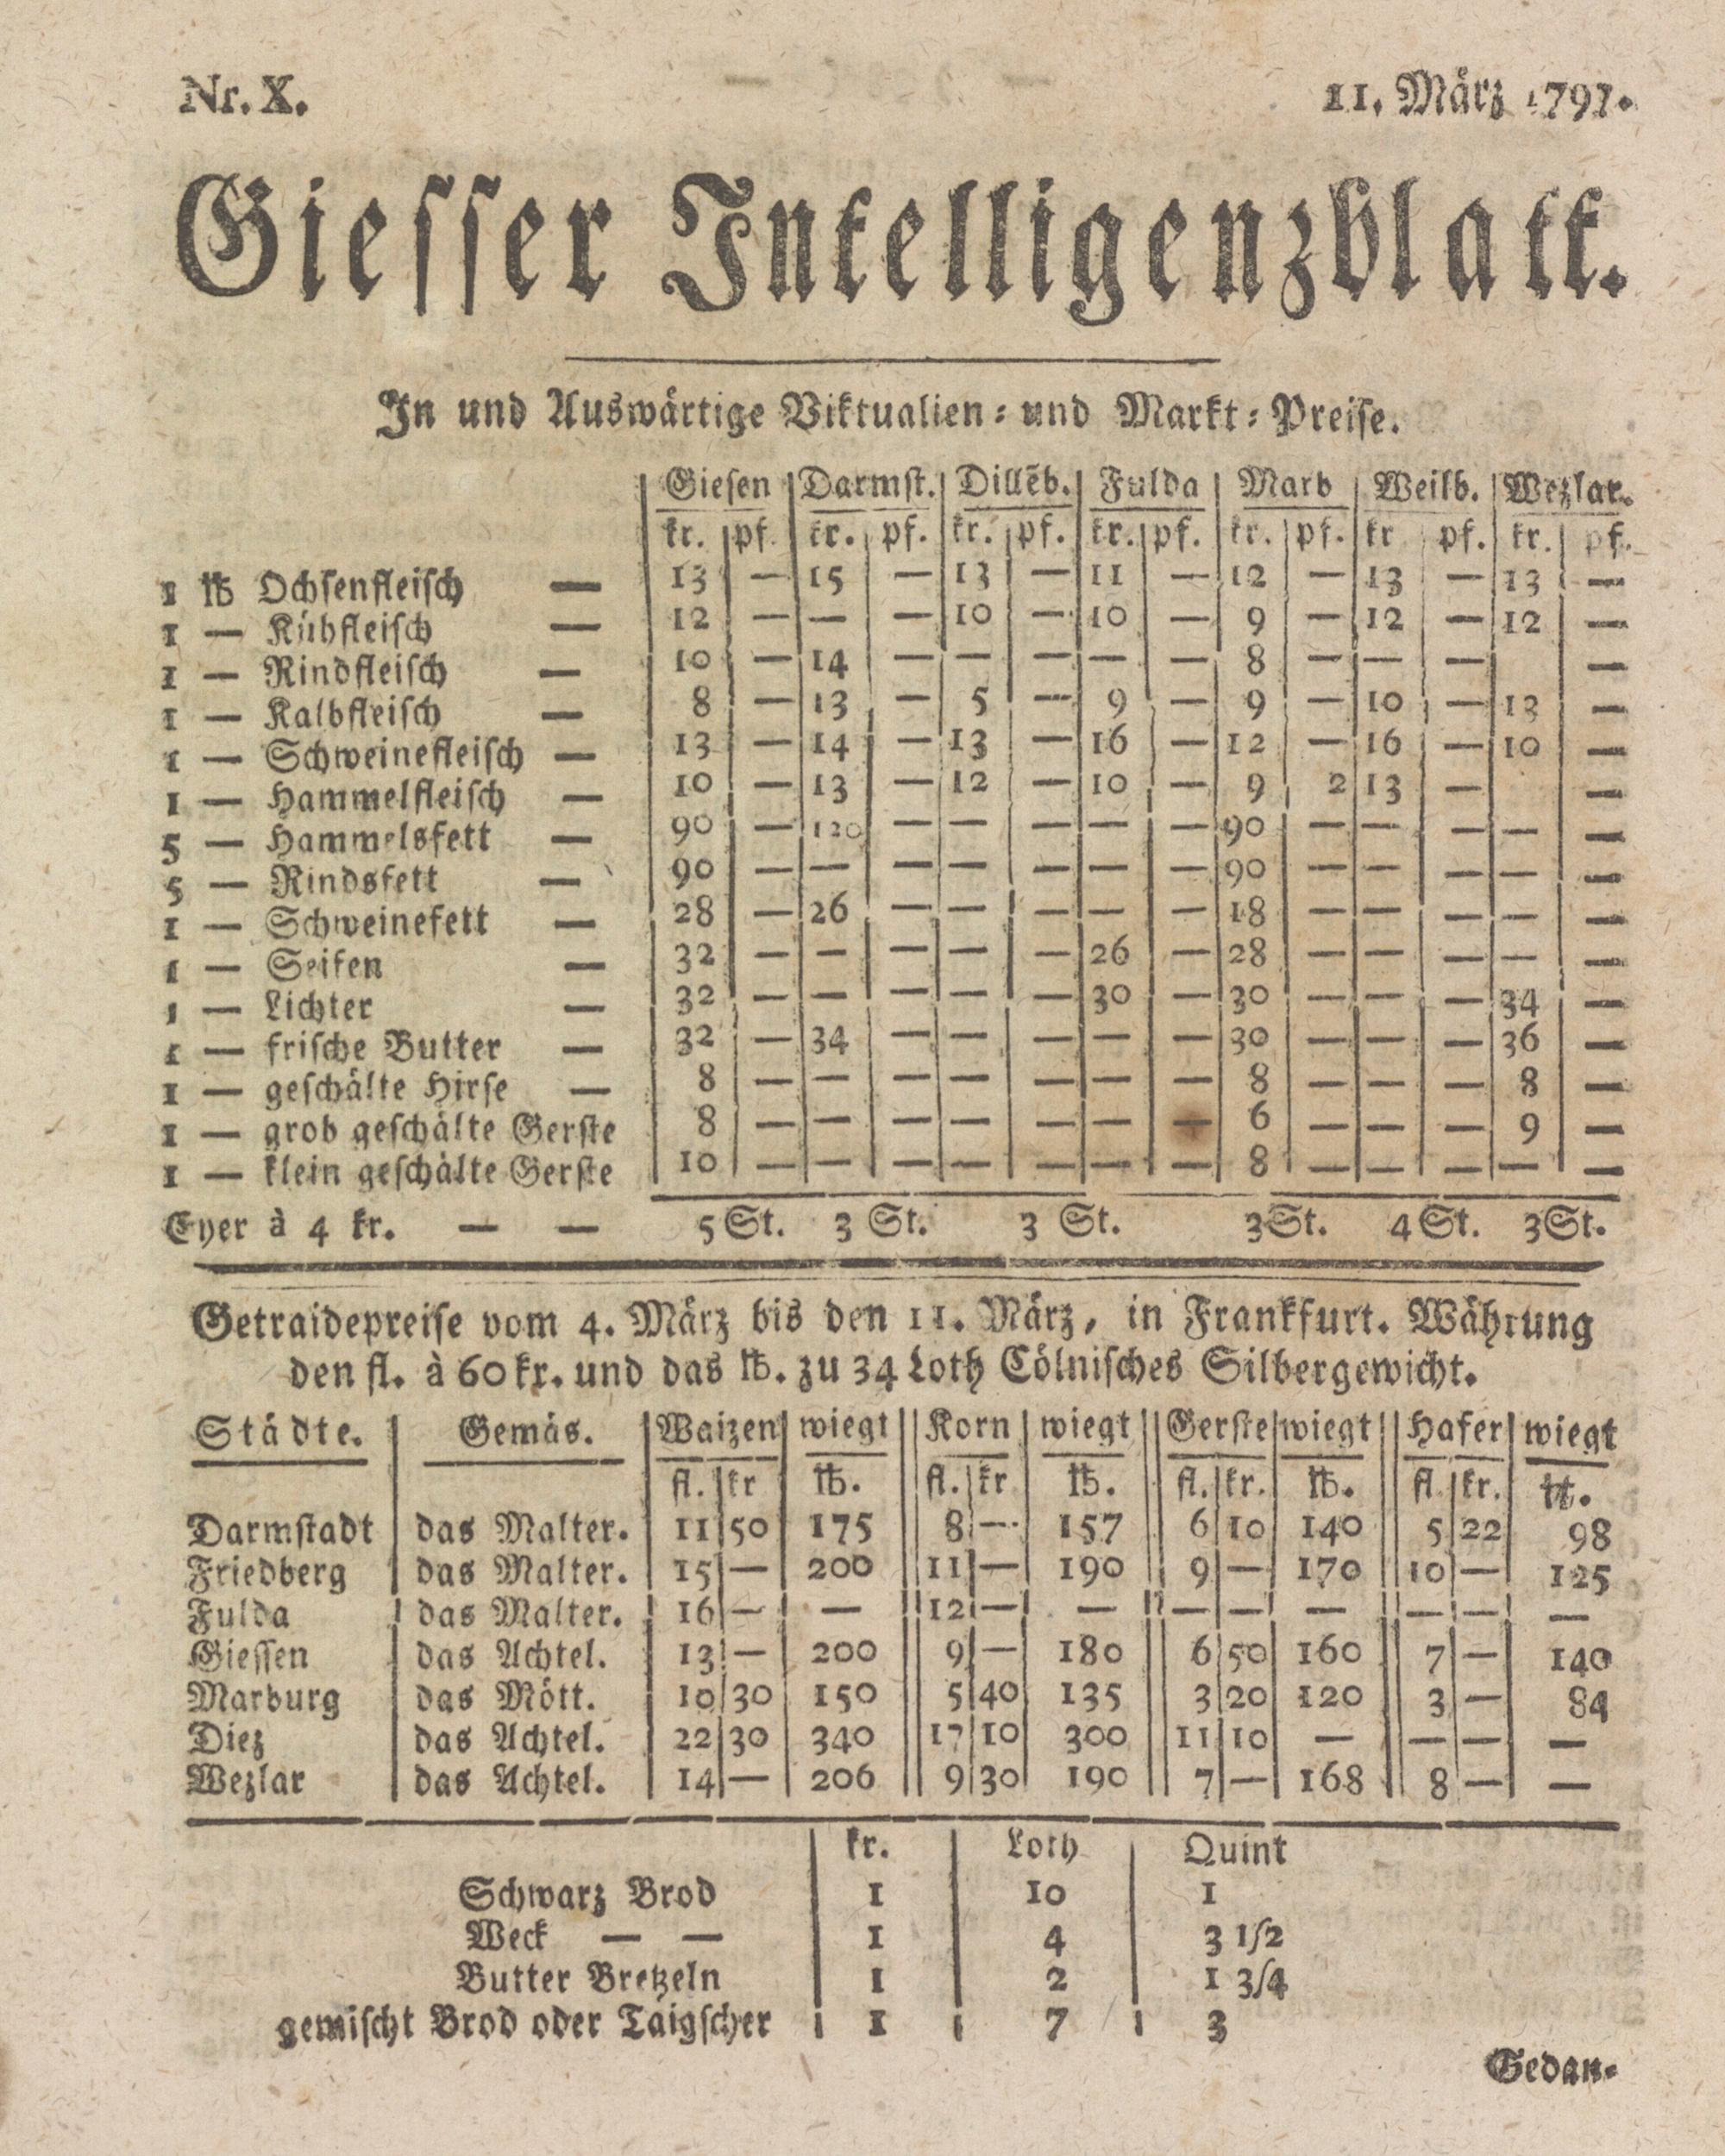 Nr. X. 11. März 1791.
Giesser Intelligenzblatt.
In und Auswärtige Viktualien- und Markt-Preise.
Giesen Darmst. Dillēb. Fulda Marb Weilb. Wezlar.
kr. pf. kr. pf. kr. pf. kr. pf. kr. pf. kr pf. kr. pf.
1 ℔ Ochsenfleisch — 13 — 15 — 13 — 11 — 12 — 13 — 13 —
1 — Kühfleisch — 12 — — — 10 — 10 — 9 — 12 — 12 —
1 — Rindfleisch — 10 — 14 — — — — — 8 — — — —
1 — Kalbfleisch — 8 — 13 — 5 — 9 — 9 — 10 — 13 —
1 — Schweinefleisch — 13 — 14 — 13 — 16 — 12 — 16 — 10 —
1 — Hammelfleisch — 10 — 13 — 12 — 10 — 9 2 13 — —
5 — Hammelsfett — 90 — 120 — — — — — 90 — — — — —
5 — Rindsfett — 90 — — — — — — — 90 — — — — —
1 — Schweinefett — 28 — 26 — — — — — 18 — — — — —
1 — Seifen — 32 — — — — — 26 — 28 — — — — —
1 — Lichter — 32 — — — — — 30 — 30 — — — 34 —
1 — frische Butter — 32 — 34 — — — — — 30 — — — 36 —
1 — geschälte Hirse — 8 — — — — — — — 8 — — — 8 —
1 — grob geschälte Gerste 8 — — — — — — — 6 — — — 9 —
1 — klein geschälte Gerste 10 — — — — — — — 8 — — — — —
Eyer à 4 kr. — — 5 St. 3 St. 3 St. 3 St. 4 St. 3 St.
Getraidepreise vom 4. März bis den 11. März, in Frankfurt. Währung
den fl. à 60 kr. und das ℔. zu 34 Loth Cölnisches Silbergewicht.
Städte. Gemäs. Waizen wiegt Korn wiegt Gerste wiegt Hafer wiegt
fl. kr ℔. fl. kr ℔. fl. kr. ℔. fl kr. ℔.
Darmstadt das Malter. 11 50 175 8 — 157 6 10 140 5 22 98
Friedberg das Malter. 15 — 200 11 — 190 9 — 170 10 — 125
Fulda das Malter. 16 — — 12 — — — — — — — —
Giessen das Achtel. 13 — 200 9 — 180 6 50 160 7 — 140
Marburg das Mött. 10 30 150 5 40 135 3 20 120 3 — 84
Diez das Achtel. 22 30 340 17 10 300 11 10 — — — —
Wezlar das Achtel. 14 — 206 9 30 190 7 — 168 8 — —
kr. Loth Quint
Schwarz Brod 1 10 1
Weck — — 1 4 3 1/2
Butter Bretzeln 1 2 1 3/4
gemischt Brod oder Taigscher 1 7 3
Gedan-